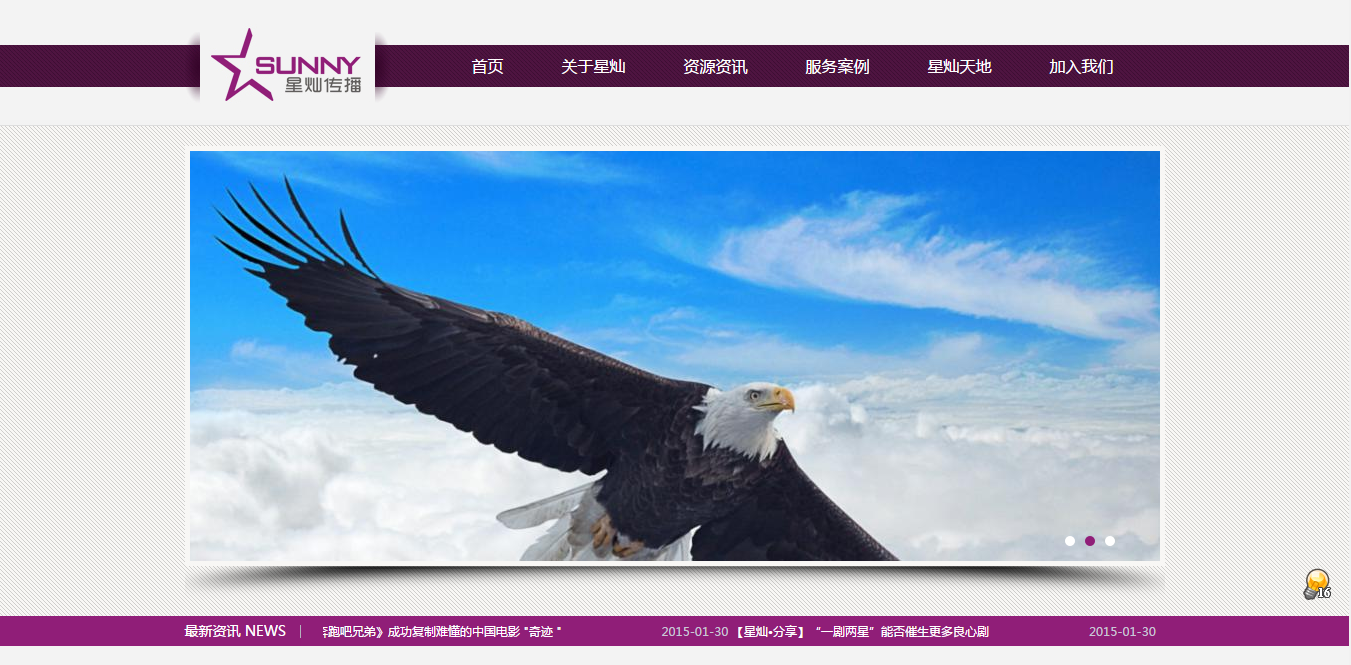 SUNNY
星灿传播
首页 关于星灿 资源资讯 服务案例 星灿天地 加入我们
16
最新资讯 NEWS | 跑吧兄弟》成功复制难懂的中国电影 "奇迹 " 2015-01-30 【星灿•分享】“一剧两星”能否催生更多良心剧 2015-01-30